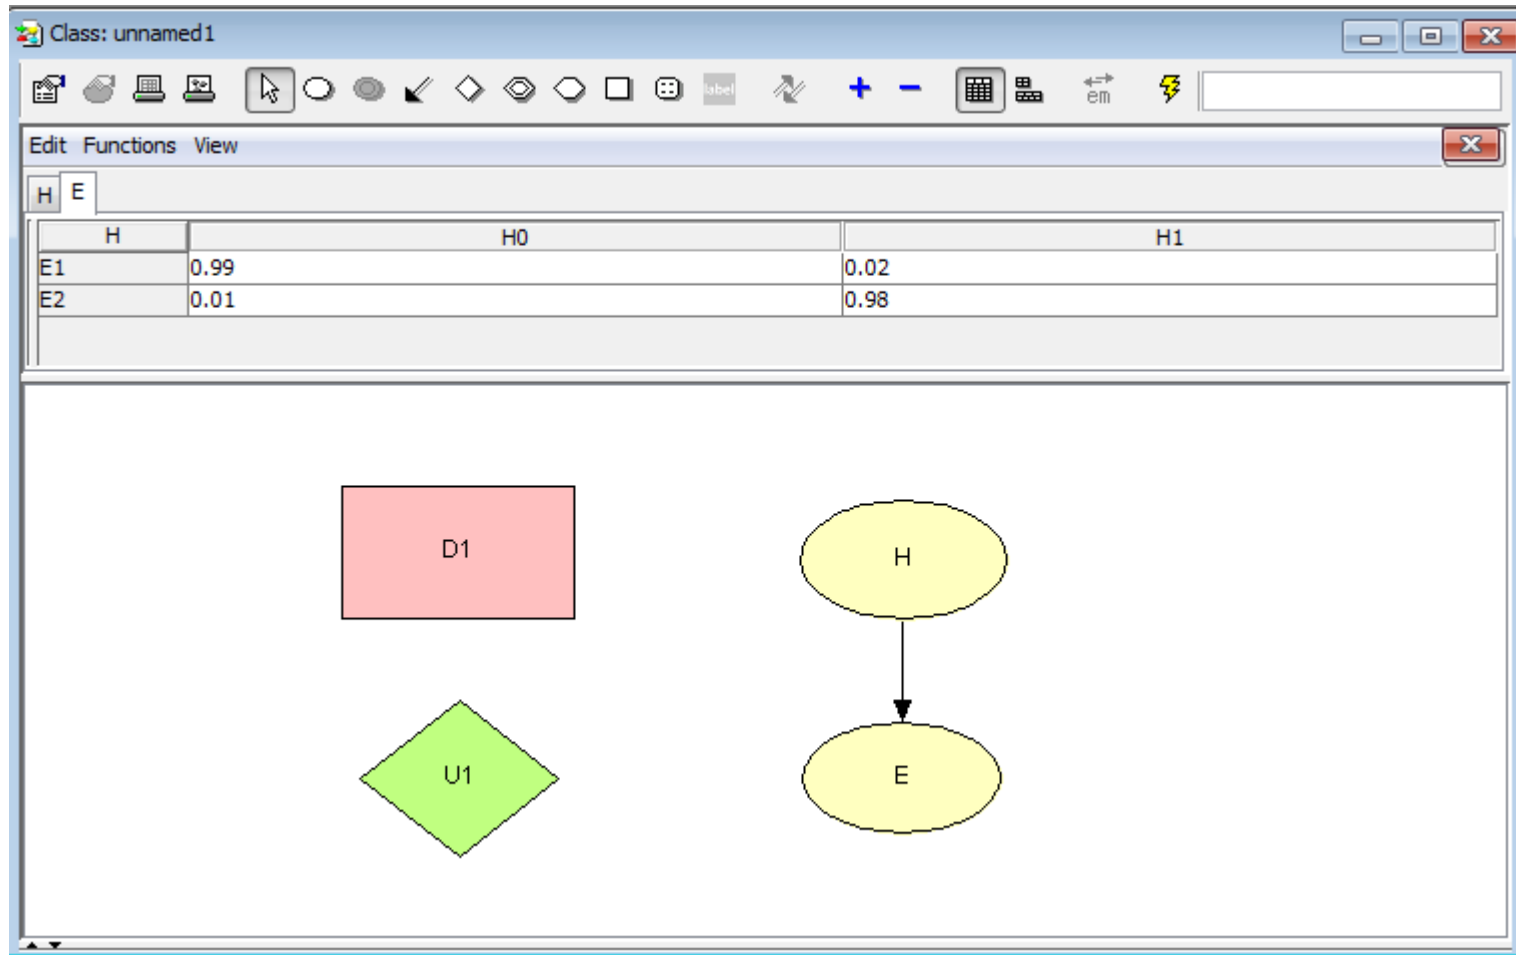 Class: unnamed1
label
em
Edit Functions View
H E
H H0 H1
E1 0.99 0.02
E2 0.01 0.98
D1 H
U1 E